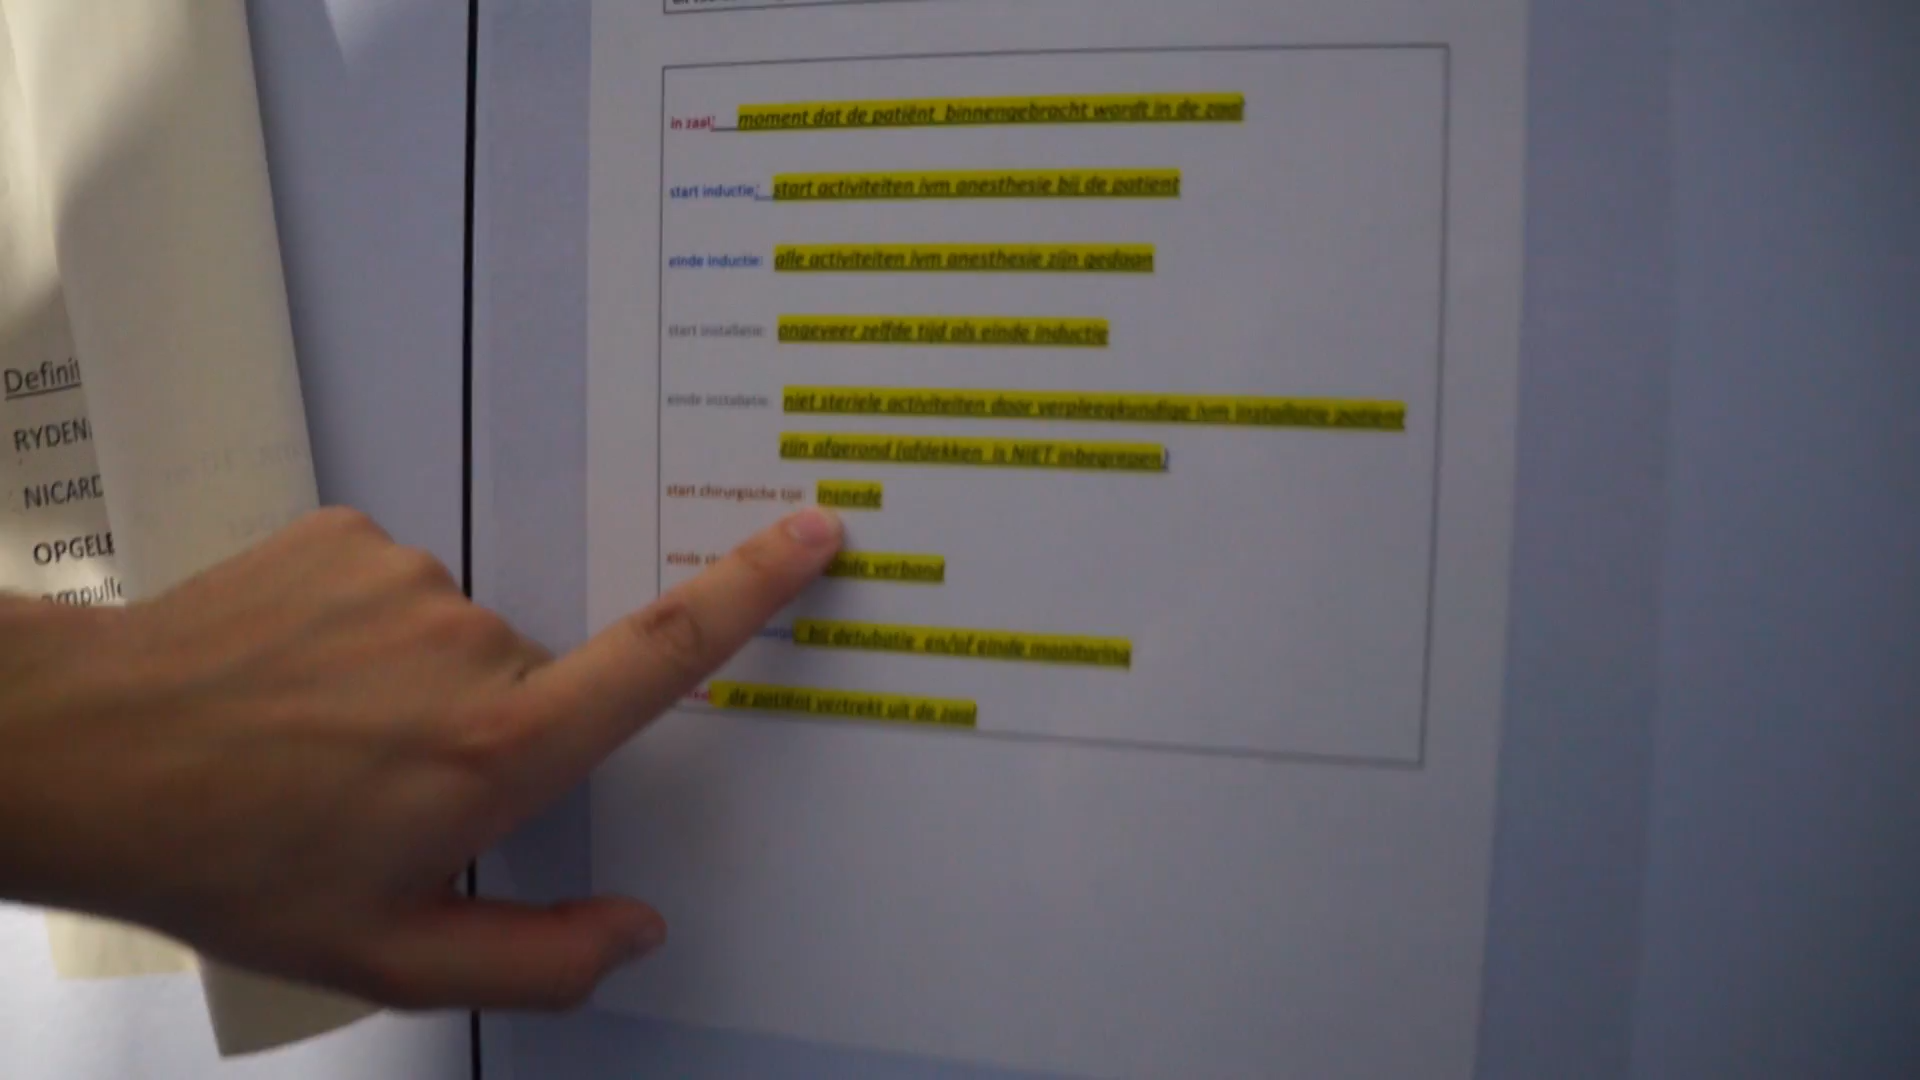 in zaal: moment dat de patiënt binnengebracht wordt in de zaal
start inductie: start activiteiten ivm anesthesie bij de patient
einde inductie: alle activiteiten ivm anesthesie zijn gedaan
start installatie: ongeveer zelfde tijd als einde inductie
einde installatie: niet steriele activiteiten door verpleegkundige ivm installatie patient
zijn afgerond (afdekken is NIET inbegrepen)
start chirurgische tijd: insnede
einde verband
bij detubatie en/of einde monitoring
de patiënt vertrekt uit de zaal
Definit
RYDEN
NICARD
OPGELE
mpulle